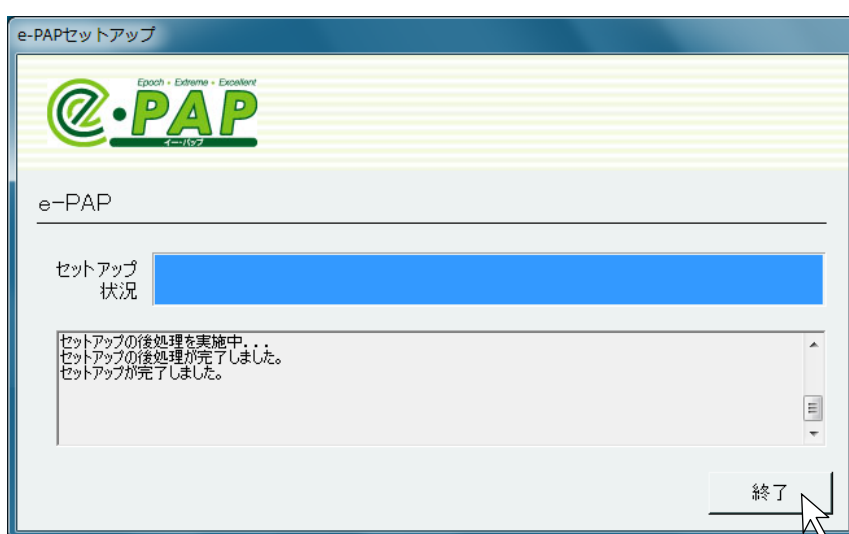 e-PAPセットアップ
Epoch・Extreme・Excellent
e・PAP
イー・パップ
e-PAP
セットアップ
状況
セットアップの後処理を実施中...
セットアップの後処理が完了しました。
セットアップが完了しました。
終了